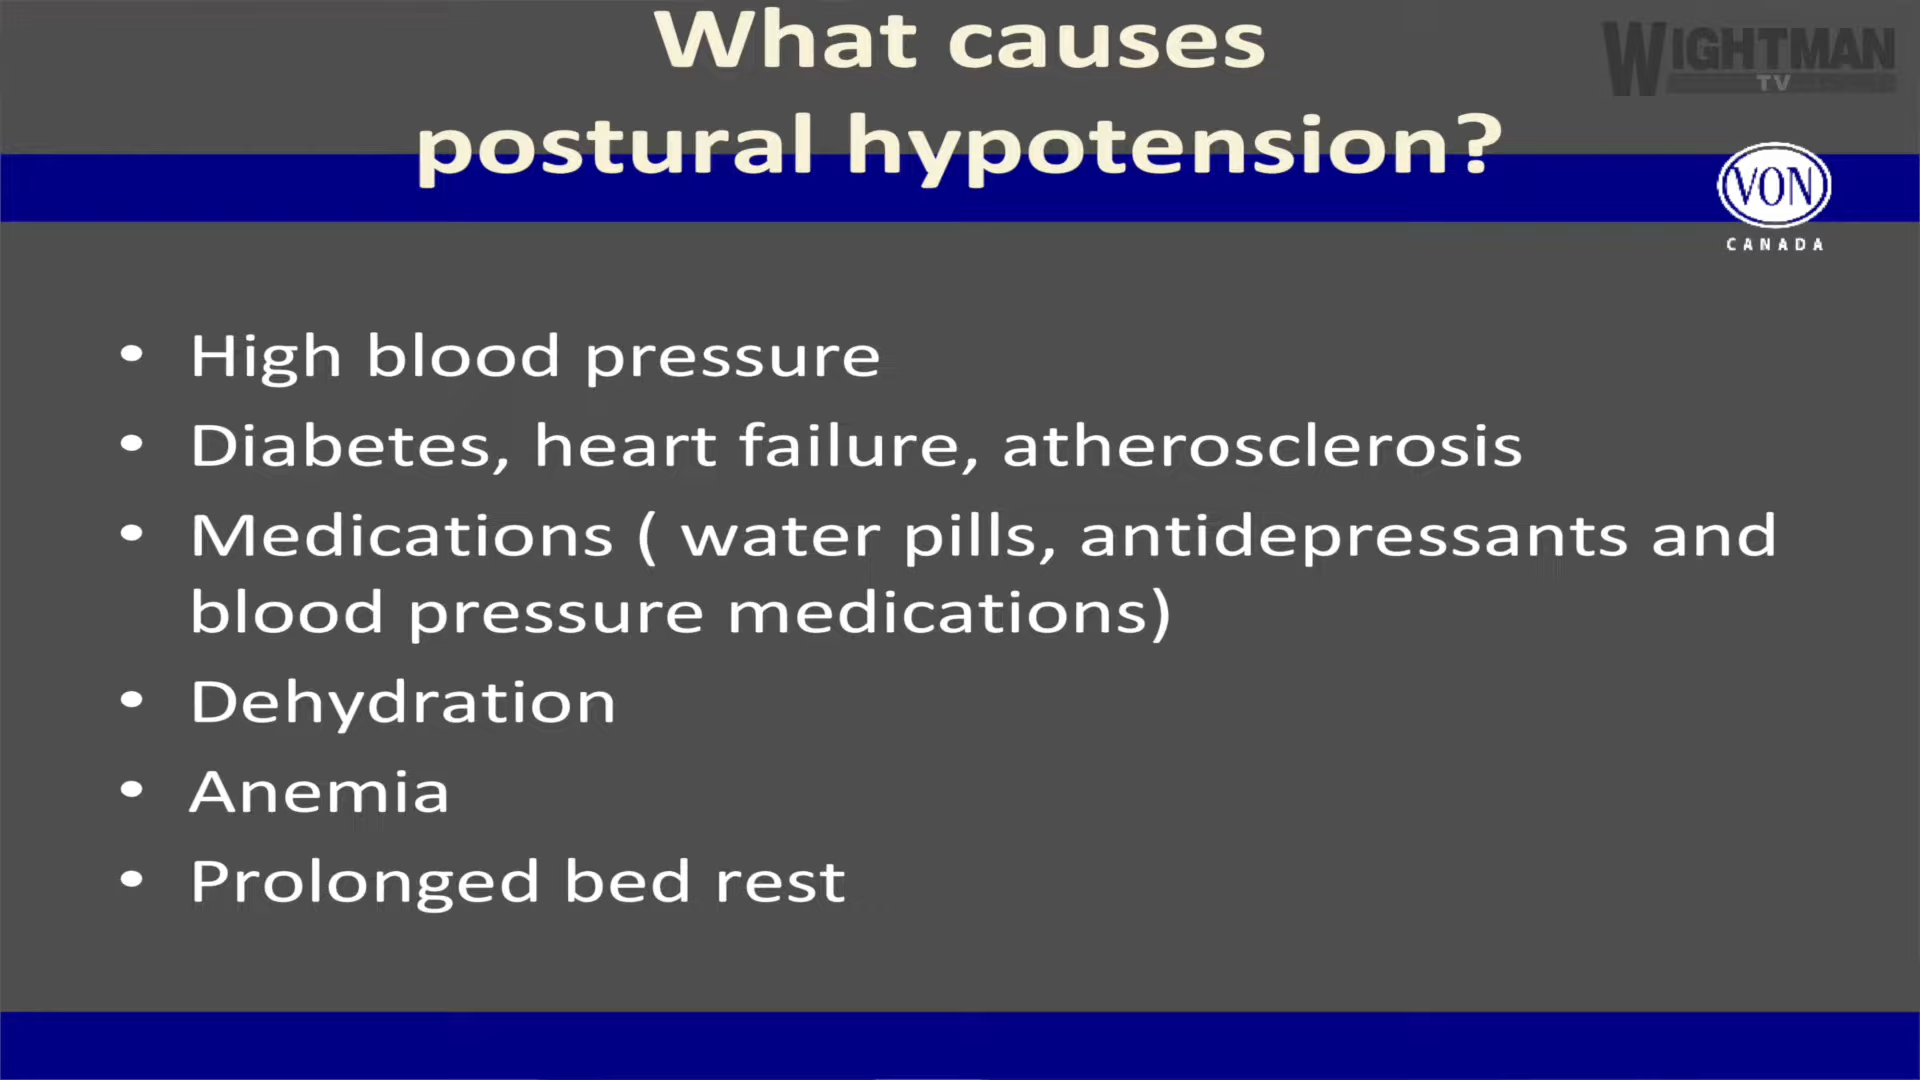 What causes
postural hypotension?
WIGHTMAN
TV
VON
CANADA
• High blood pressure
• Diabetes, heart failure, atherosclerosis
• Medications ( water pills, antidepressants and
blood pressure medications)
• Dehydration
• Anemia
• Prolonged bed rest